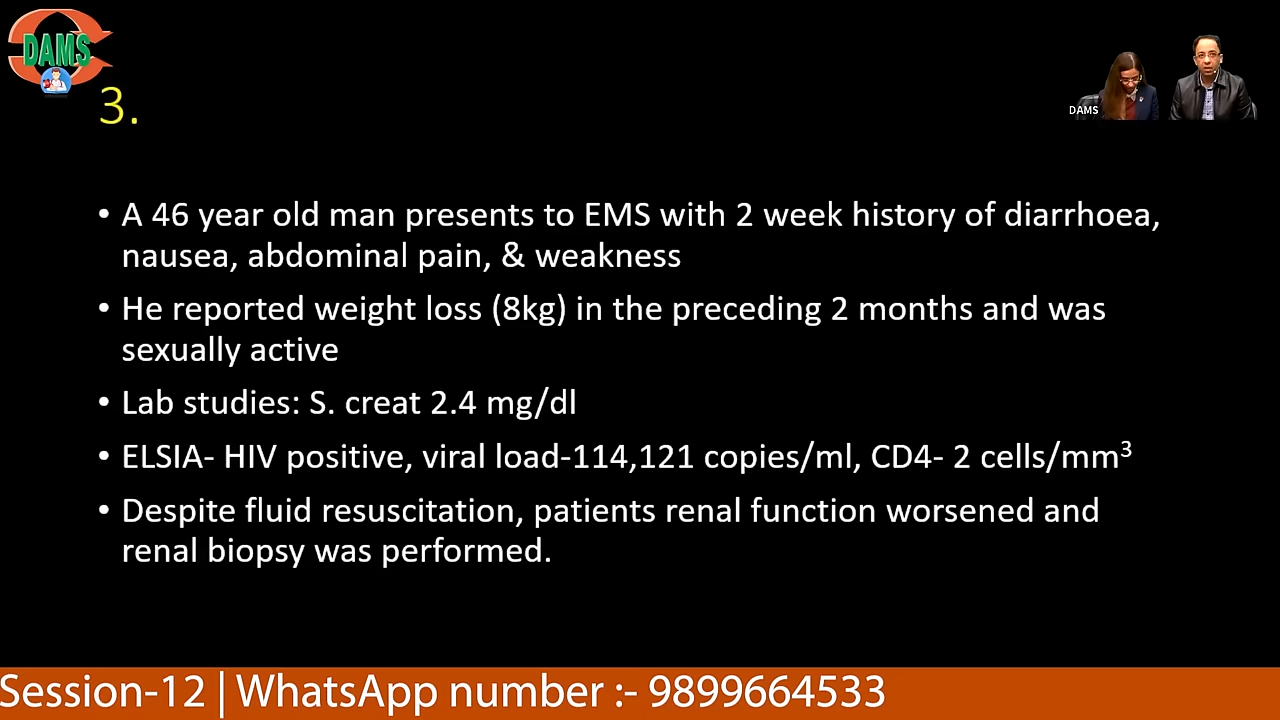 DAMS
3.
DAMS
• A 46 year old man presents to EMS with 2 week history of diarrhoea,
nausea, abdominal pain, & weakness
• He reported weight loss (8kg) in the preceding 2 months and was
sexually active
• Lab studies: S. creat 2.4 mg/dl
• ELSIA- HIV positive, viral load-114,121 copies/ml, CD4- 2 cells/mm³
• Despite fluid resuscitation, patients renal function worsened and
renal biopsy was performed.
Session-12 | WhatsApp number :- 9899664533